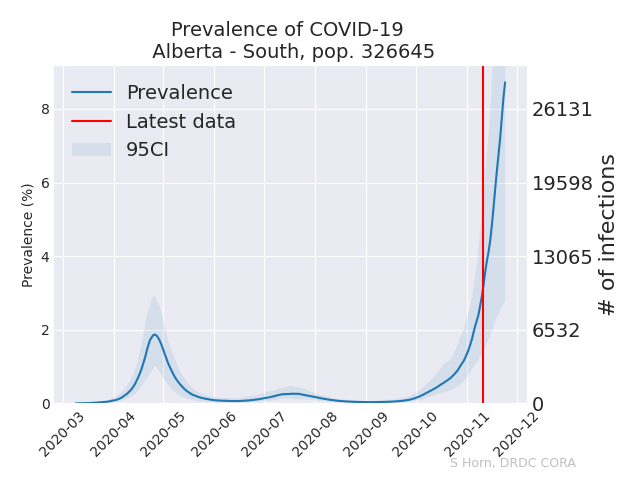 Prevalence of COVID-19
Alberta - South, pop. 326645
Prevalence
Latest data
95CI
Prevalence (%)
8
6
4
2
0
26131
19598
13065
6532
0
# of infections
2020-03
2020-04
2020-05
2020-06
2020-07
2020-08
2020-09
2020-10
2020-11
2020-12
S Horn, DRDC CORA